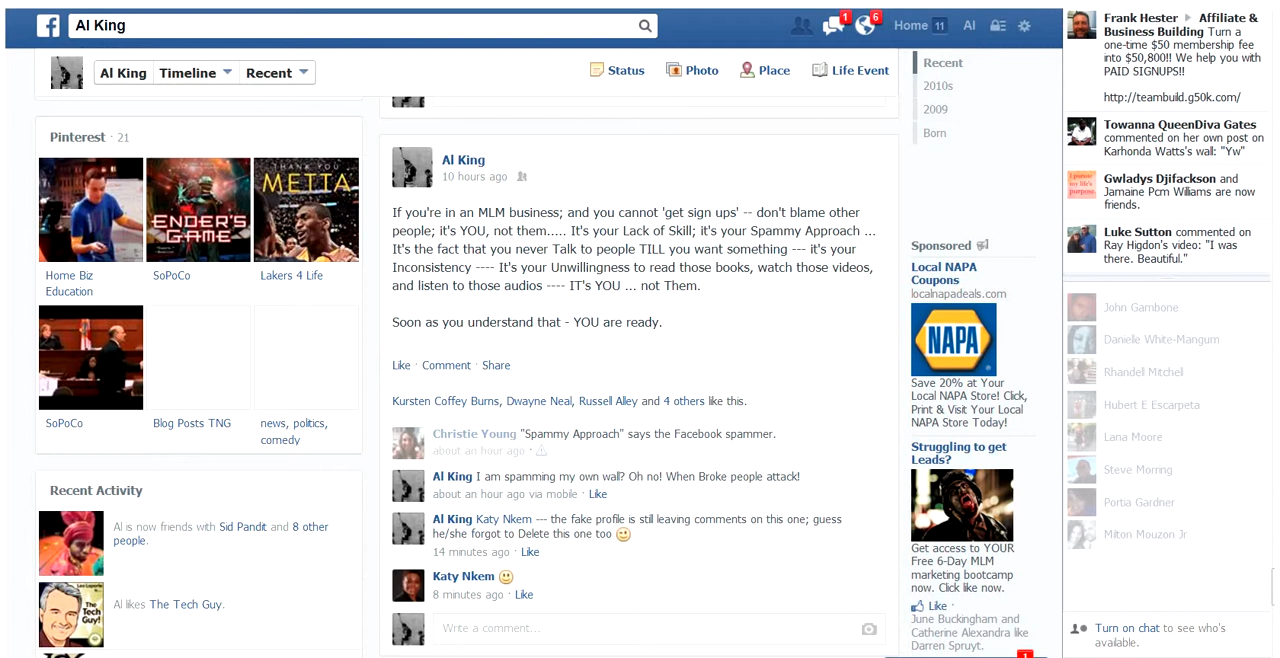 Al King
1
6
Home 11 Al
Al King Timeline Recent
Status Photo Place Life Event
Recent
2010s
2009
Born
Pinterest · 21
THANK YOU
METTA
ENDER'S
GAME
Home Biz
Education
SoPoCo
Lakers 4 Life
SoPoCo
Blog Posts TNG
news, politics,
comedy
Recent Activity
Al is now friends with Sid Pandit and 8 other
people.
The
Tech
Guy!
Al likes The Tech Guy.
Al King
10 hours ago
If you're in an MLM business; and you cannot 'get sign ups' -- don't blame other
people; it's YOU, not them..... It's your Lack of Skill; it's your Spammy Approach ...
It's the fact that you never Talk to people TILL you want something --- it's your
Inconsistency ---- It's your Unwillingness to read those books, watch those videos,
and listen to those audios ---- IT's YOU ... not Them.
Soon as you understand that - YOU are ready.
Like · Comment · Share
Kursten Coffey Burns, Dwayne Neal, Russell Alley and 4 others like this.
Christie Young "Spammy Approach" says the Facebook spammer.
about an hour ago ·
Al King I am spamming my own wall? Oh no! When Broke people attack!
about an hour ago via mobile · Like
Al King Katy Nkem --- the fake profile is still leaving comments on this one; guess
he/she forgot to Delete this one too
14 minutes ago · Like
Katy Nkem
8 minutes ago · Like
Write a comment...
Sponsored
Local NAPA
Coupons
localnapadeals.com
NAPA
Save 20% at Your
Local NAPA Store! Click,
Print & Visit Your Local
NAPA Store Today!
Struggling to get
Leads?
Get access to YOUR
Free 6-Day MLM
marketing bootcamp
now. Click like now.
Like ·
June Buckingham and
Catherine Alexandra like
Darren Spruyt.
1
Frank Hester ▸ Affiliate &
Business Building Turn a
one-time $50 membership fee
into $50,800!! We help you with
PAID SIGNUPS!!
http://teambuild.g50k.com/
Towanna QueenDiva Gates
commented on her own post on
Karhonda Watts's wall: "Yw"
I pursue
my life's
purpose.
Gwladys Djifackson and
Jamaine Pcm Williams are now
friends.
Luke Sutton commented on
Ray Higdon's video: "I was
there. Beautiful."
John Gambone
Danielle White-Mangum
Rhandell Mitchell
Hubert E Escarpeta
Lana Moore
Steve Morring
Portia Gardner
Milton Mouzon Jr
Turn on chat to see who's
available.